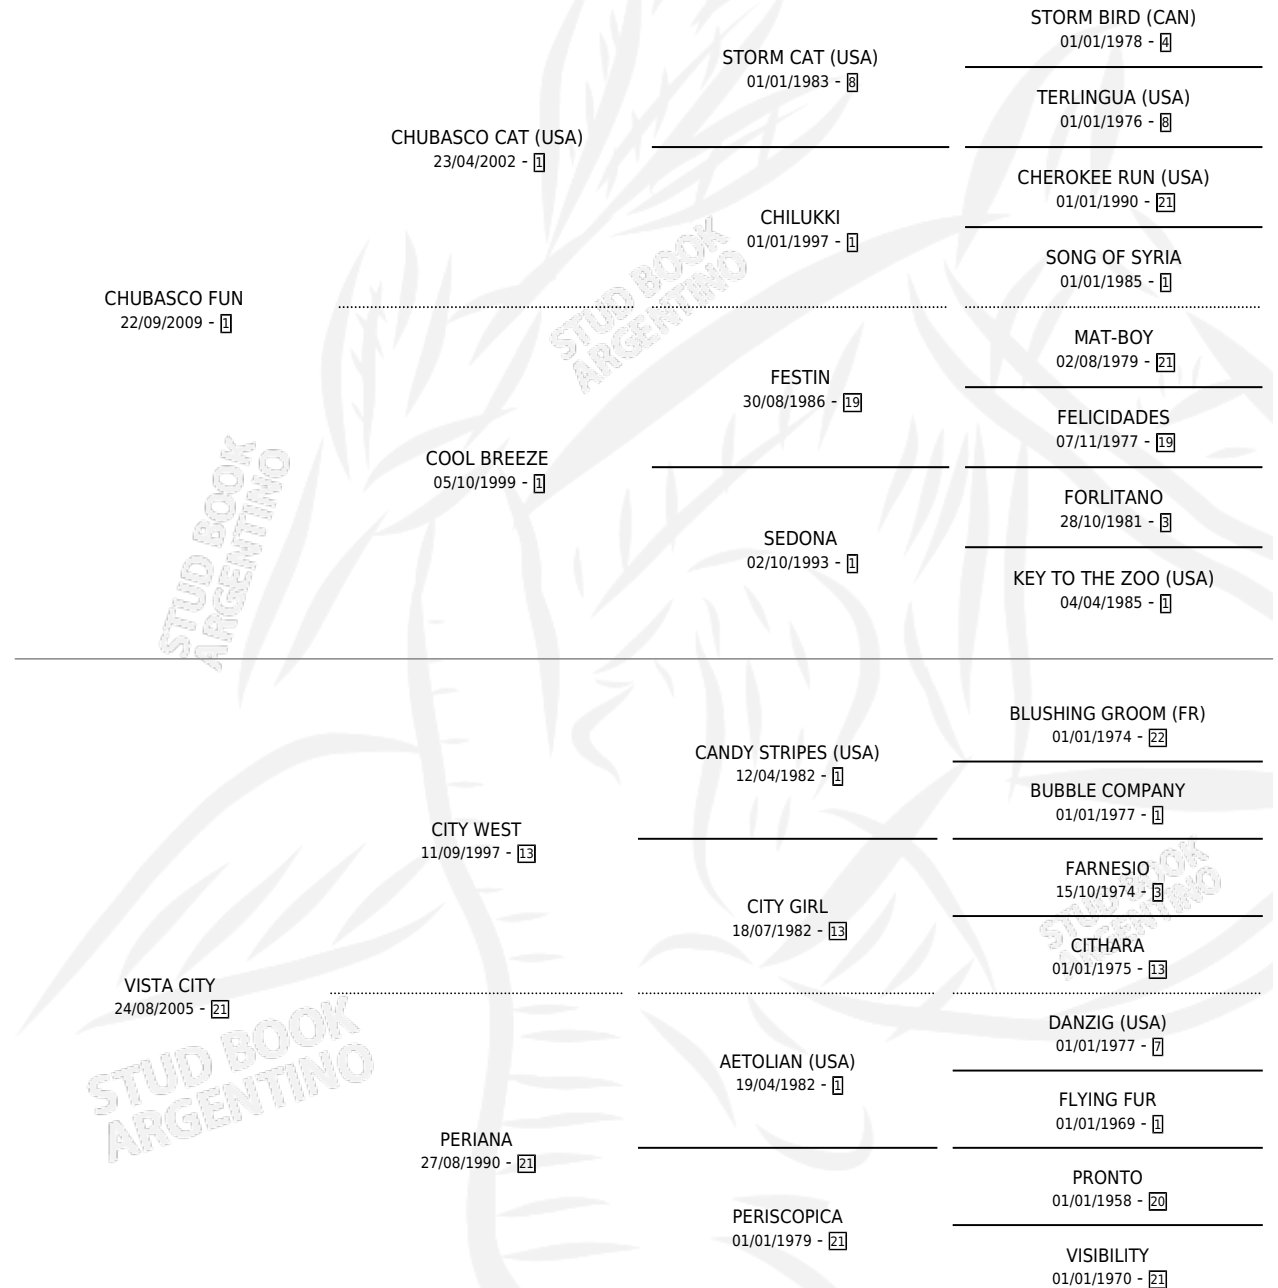 STORM BIRD (CAN)
01/01/1978 - 4
STORM CAT (USA)
01/01/1983 - 8
TERLINGUA (USA)
01/01/1976 - 8
CHUBASCO CAT (USA)
23/04/2002 - 1
CHEROKEE RUN (USA)
01/01/1990 - 21
CHILUKKI
01/01/1997 - 1
SONG OF SYRIA
01/01/1985 - 1
CHUBASCO FUN
22/09/2009 - 1
MAT-BOY
02/08/1979 - 21
FESTIN
30/08/1986 - 19
FELICIDADES
07/11/1977 - 19
COOL BREEZE
05/10/1999 - 1
FORLITANO
28/10/1981 - 3
SEDONA
02/10/1993 - 1
KEY TO THE ZOO (USA)
04/04/1985 - 1
BLUSHING GROOM (FR)
01/01/1974 - 22
CANDY STRIPES (USA)
12/04/1982 - 1
BUBBLE COMPANY
01/01/1977 - 1
CITY WEST
11/09/1997 - 13
FARNESIO
15/10/1974 - 3
CITY GIRL
18/07/1982 - 13
CITHARA
01/01/1975 - 13
VISTA CITY
24/08/2005 - 21
DANZIG (USA)
01/01/1977 - 7
AETOLIAN (USA)
19/04/1982 - 1
FLYING FUR
01/01/1969 - 1
PERIANA
27/08/1990 - 21
PRONTO
01/01/1958 - 20
PERISCOPICA
01/01/1979 - 21
VISIBILITY
01/01/1970 - 21
STUD BOOK
ARGENTINO
STUD BOOK
ARGENTINO
STUD BOOK
ARGENTINO
STUD BOOK
ARGENTINO